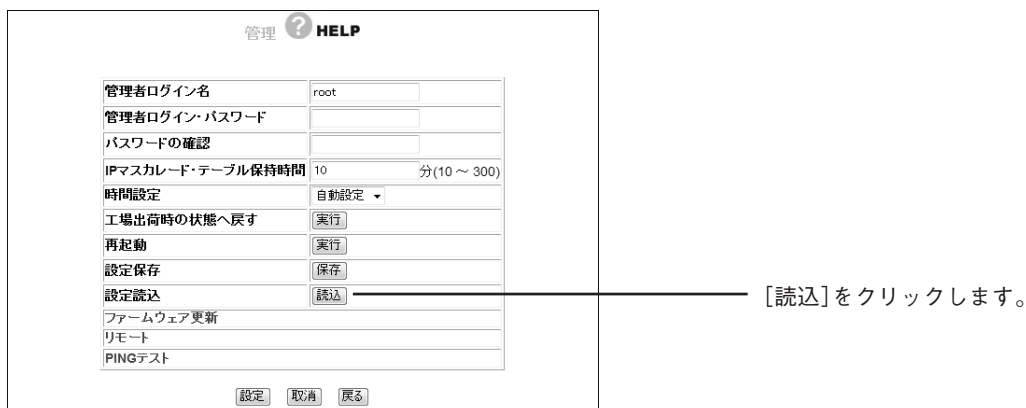 管理 ? HELP
管理者ログイン名 root
管理者ログイン・パスワード
パスワードの確認
IPマスカレード・テーブル保持時間 10 分(10 ～ 300)
時間設定 自動設定
工場出荷時の状態へ戻す 実行
再起動 実行
設定保存 保存
設定読込 読込 [読込]をクリックします。
ファームウェア更新
リモート
PINGテスト
設定 取消 戻る